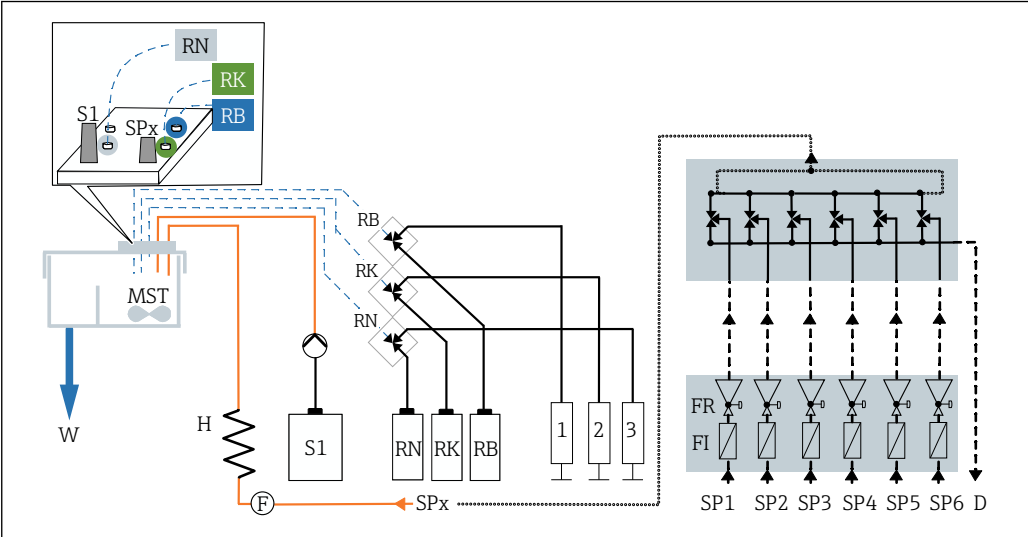 RN
RK
RB
S1
SPx
RB
RK
RN
MST
W
H
S1
RN
RK
RB
1
2
3
F
SPx
FR
FI
SP1 SP2 SP3 SP4 SP5 SP6 D